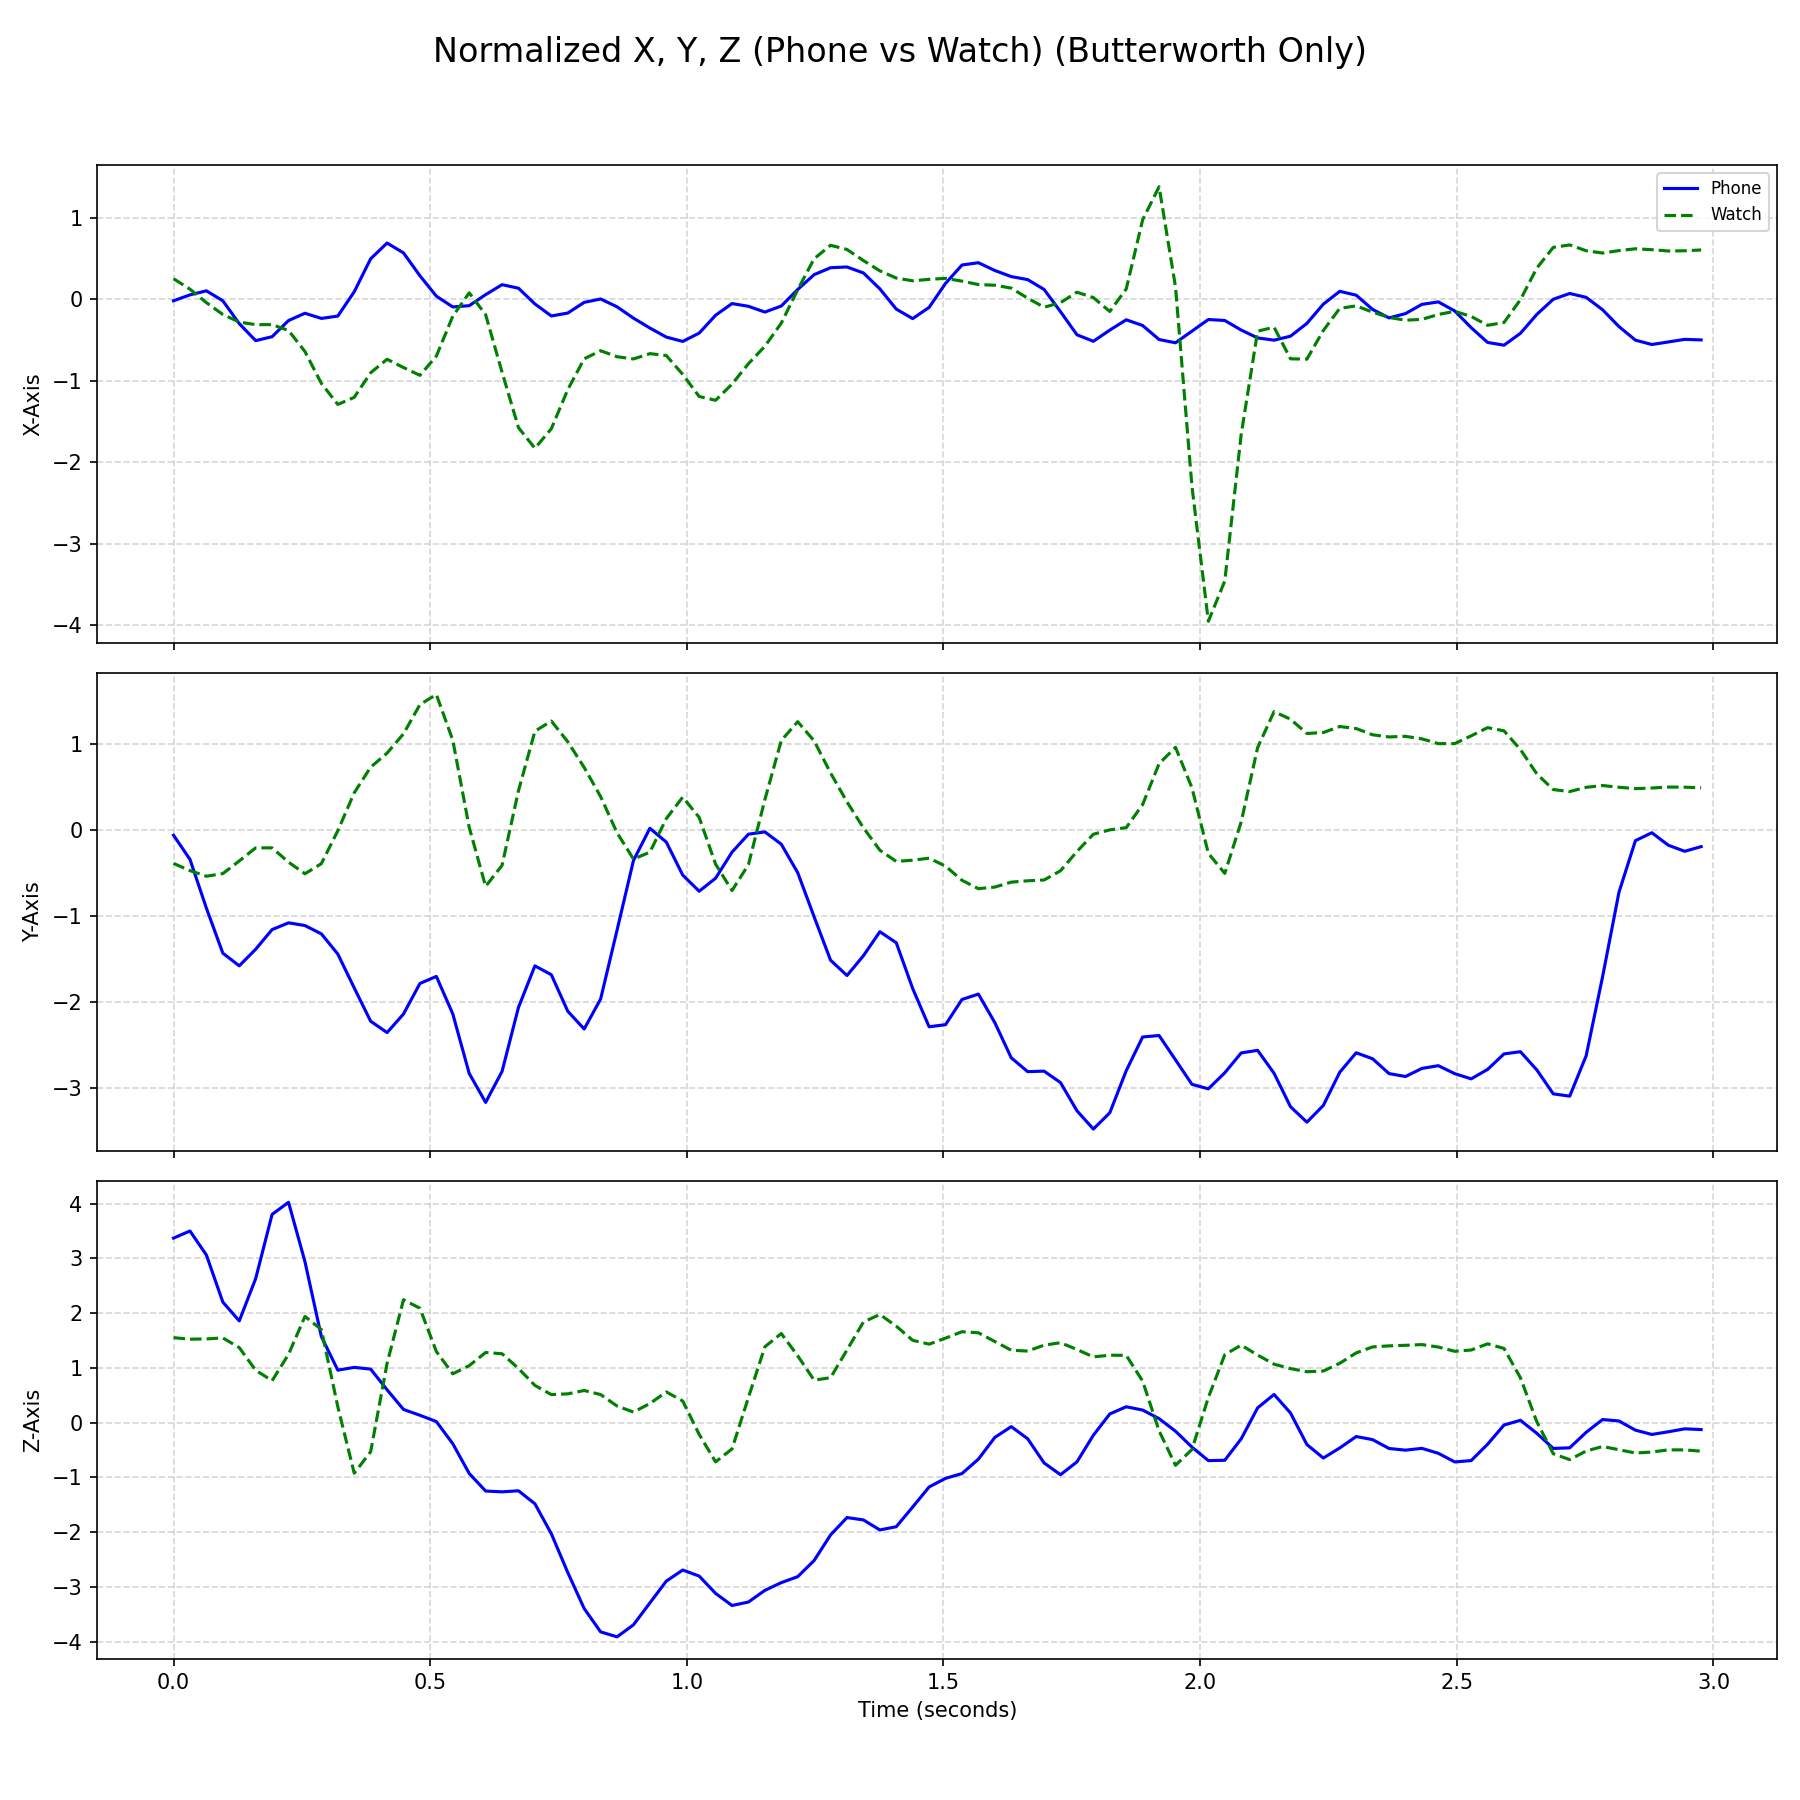 Normalized X, Y, Z (Phone vs Watch) (Butterworth Only)
Phone
Watch
X-Axis
1
0
−1
−2
−3
−4
Y-Axis
1
0
−1
−2
−3
Z-Axis
4
3
2
1
0
−1
−2
−3
−4
0.0 0.5 1.0 1.5 2.0 2.5 3.0
Time (seconds)